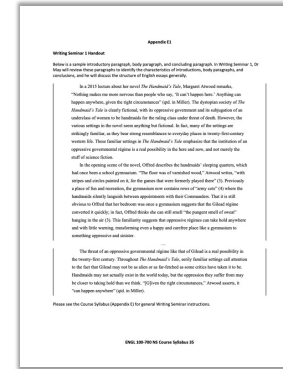 Appendix E1
Writing Seminar 1 Handout
Below is a sample introductory paragraph, body paragraph, and concluding paragraph. In Writing Seminar 1, Dr
May will review these paragraphs to identify the characteristics of introductions, body paragraphs, and
conclusions, and he will discuss the structure of English essays generally.
In a 2015 lecture about her novel The Handmaid's Tale, Margaret Atwood remarks,
"Nothing makes me more nervous than people who say, 'It can't happen here.' Anything can
happen anywhere, given the right circumstances" (qtd. in Miller). The dystopian society of The
Handmaid's Tale is clearly fictional, with its oppressive government and its subjugation of an
underclass of women to handmaids for the ruling class under threat of death. However, the
various settings in the novel seem anything but fictional. In fact, many of the settings are
strikingly familiar, as they bear strong resemblances to everyday places in twenty-first-century
western life. These familiar settings in The Handmaid's Tale emphasize that the institution of an
oppressive governmental regime is a real possibility in the here and now, and not merely the
stuff of science fiction.
In the opening scene of the novel, Offred describes the handmaids' sleeping quarters, which
had once been a school gymnasium. "The floor was of varnished wood," Atwood writes, "with
stripes and circles painted on it, for the games that were formerly played there" (3). Previously
a place of fun and recreation, the gymnasium now contains rows of "army cots" (4) where the
handmaids silently languish between appointments with their Commanders. That it is still
obvious to Offred that her bedroom was once a gymnasium suggests that the Gilead regime
converted it quickly; in fact, Offred thinks she can still smell "the pungent smell of sweat"
hanging in the air (3). This familiarity suggests that oppressive regimes can take hold anywhere
and with little warning, transforming even a happy and carefree place like a gymnasium to
something oppressive and sinister.
...
The threat of an oppressive governmental regime like that of Gilead is a real possibility in
the twenty-first century. Throughout The Handmaid's Tale, eerily familiar settings call attention
to the fact that Gilead may not be as alien or as far-fetched as some critics have taken it to be.
Handmaids may not actually exist in the world today, but the oppression they suffer from may
be closer to taking hold than we think. "[G]iven the right circumstances," Atwood asserts, it
"can happen anywhere" (qtd. in Miller).
Please see the Course Syllabus (Appendix E) for general Writing Seminar instructions.
ENGL 100-700 NS Course Syllabus 35